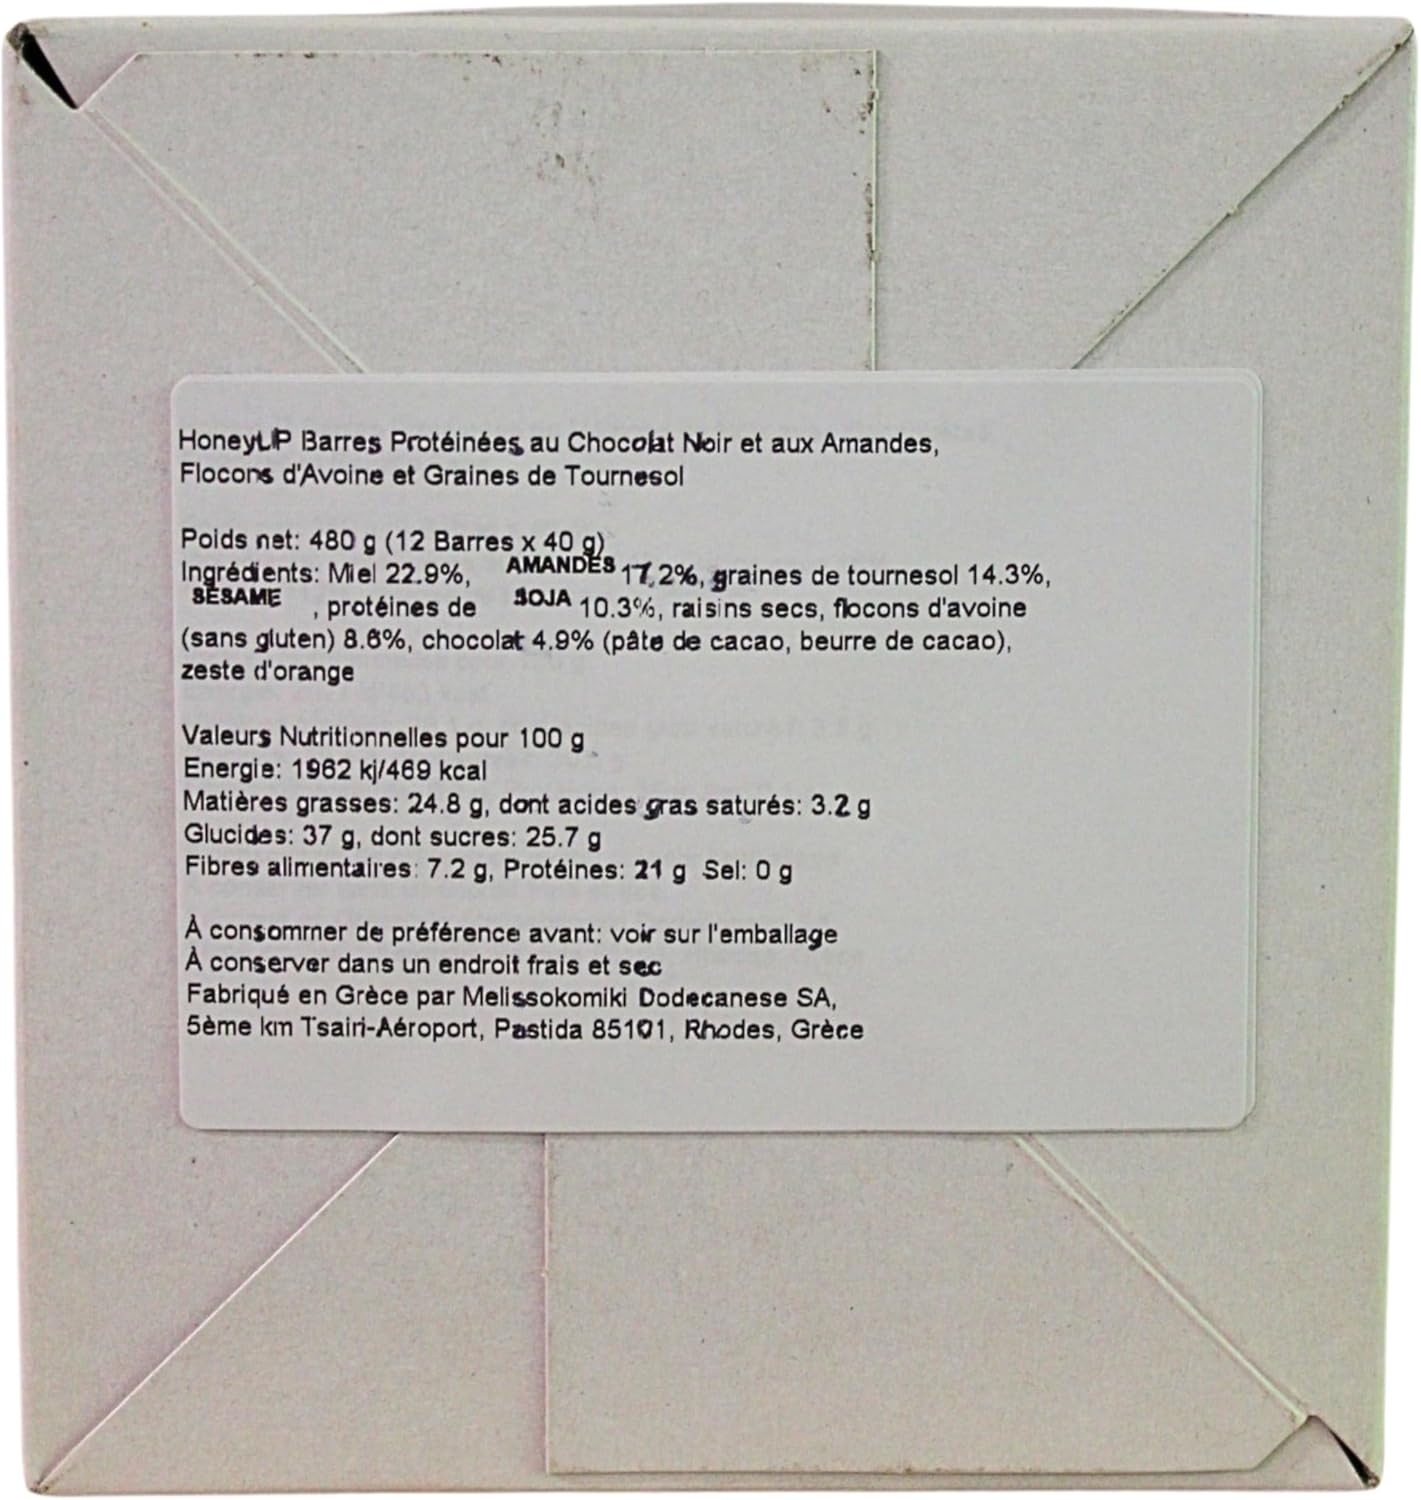 HoneyUP Barres Protéinées au Chocolat Noir et aux Amandes,
Flocons d'Avoine et Graines de Tournesol
Poids net: 480 g (12 Barres x 40 g)
Ingrédients: Miel 22.9%, AMANDES 17,2%, graines de tournesol 14.3%,
SÉSAME , protéines de SOJA 10.3%, raisins secs, flocons d'avoine
(sans gluten) 8.6%, chocolat 4.9% (pâte de cacao, beurre de cacao),
zeste d'orange
Valeurs Nutritionnelles pour 100 g
Energie: 1962 kj/469 kcal
Matières grasses: 24.8 g, dont acides gras saturés: 3.2 g
Glucides: 37 g, dont sucres: 25.7 g
Fibres alimentaires: 7.2 g, Protéines: 21 g Sel: 0 g
À consommer de préférence avant: voir sur l'emballage
À conserver dans un endroit frais et sec
Fabriqué en Grèce par Melissokomiki Dodecanese SA,
5ème km Tsairi-Aéroport, Pastida 85101, Rhodes, Grèce